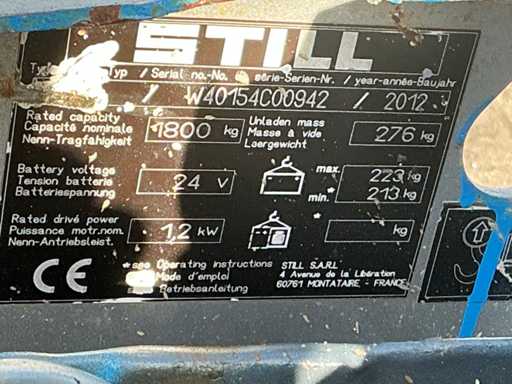 STILL
Type Typ / Serial no.-No. série-Serien-Nr. / year-année-Baujahr
/ W40154C00942 / 2012
Rated capacity
Capacité nominale
Nenn-Tragfähigkeit
1800 kg
Unladen mass
Masse à vide
Leergewicht
276 kg
Battery voltage
Tension batterie
Batteriespannung
24 V
max. 223 kg
min.* 213 kg
Rated drive power
Puissance motr.nom.
Nenn-Antriebsleist.
1,2 kW
* kg
CE
*see Operating instructions
Mode d'emploi
Betriebsanleitung
STILL S.A.R.L
4 Avenue de la Libération
60761 MONTATAIRE - FRANCE